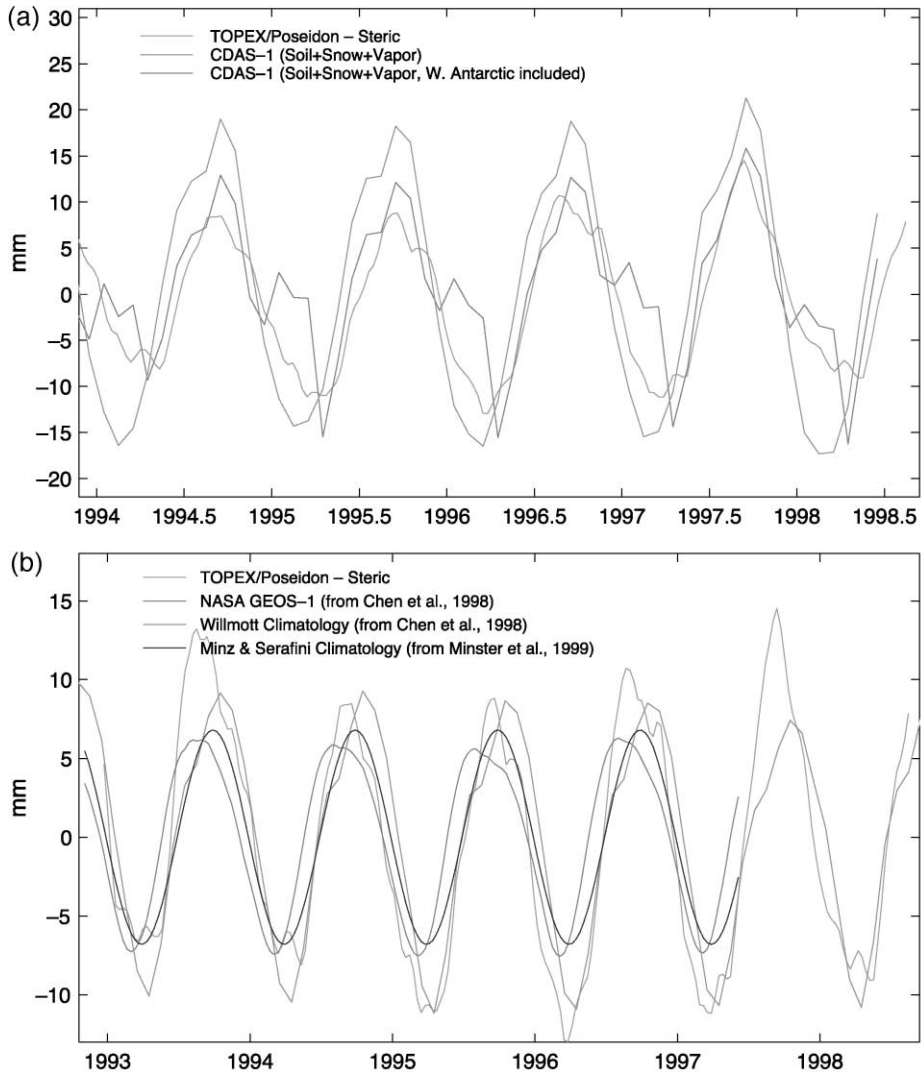 (a)
30
25
20
15
10
5
0
−5
−10
−15
−20
mm
TOPEX/Poseidon − Steric
CDAS−1 (Soil+Snow+Vapor)
CDAS−1 (Soil+Snow+Vapor, W. Antarctic included)
1994 1994.5 1995 1995.5 1996 1996.5 1997 1997.5 1998 1998.5
(b)
15
10
5
0
−5
−10
mm
TOPEX/Poseidon − Steric
NASA GEOS−1 (from Chen et al., 1998)
Willmott Climatology (from Chen et al., 1998)
Minz & Serafini Climatology (from Minster et al., 1999)
1993 1994 1995 1996 1997 1998